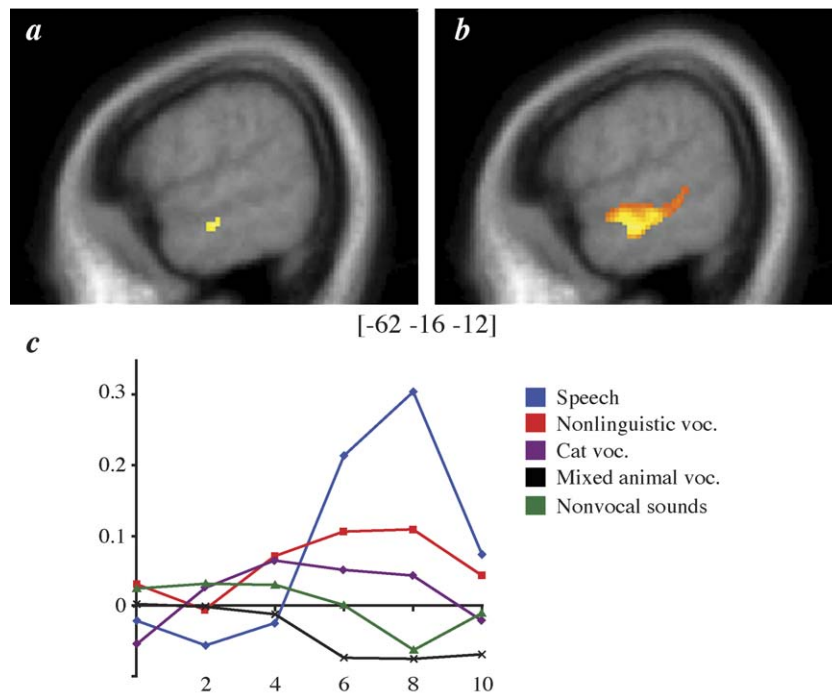 a
b
[-62 -16 -12]
c
0.3
0.2
0.1
0
2 4 6 8 10
Speech
Nonlinguistic voc.
Cat voc.
Mixed animal voc.
Nonvocal sounds